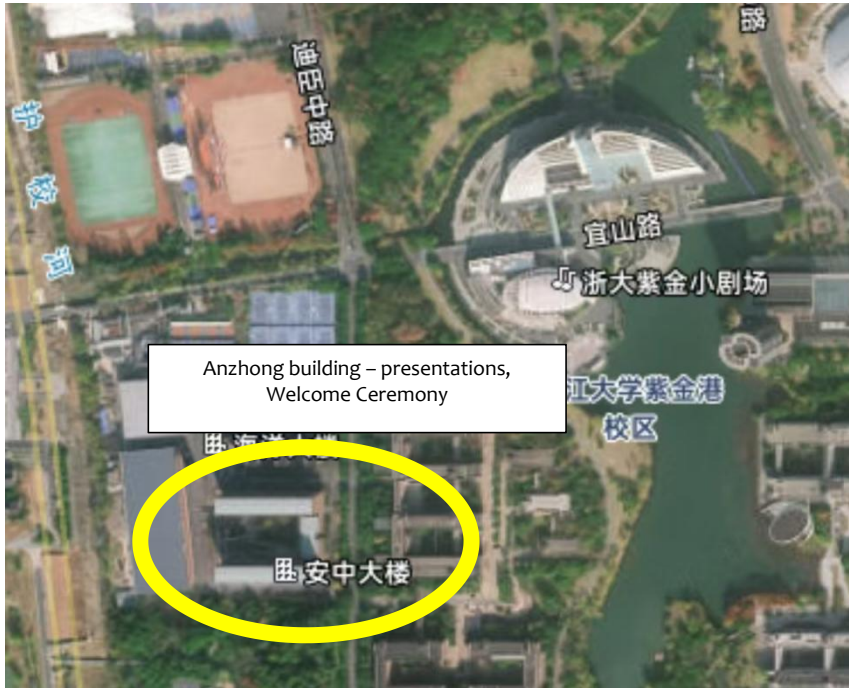 路
迪臣中路
护校河
宜山路
浙大紫金小剧场
Anzhong building – presentations,
Welcome Ceremony
江大学紫金港
校区
海洋大楼
安中大楼